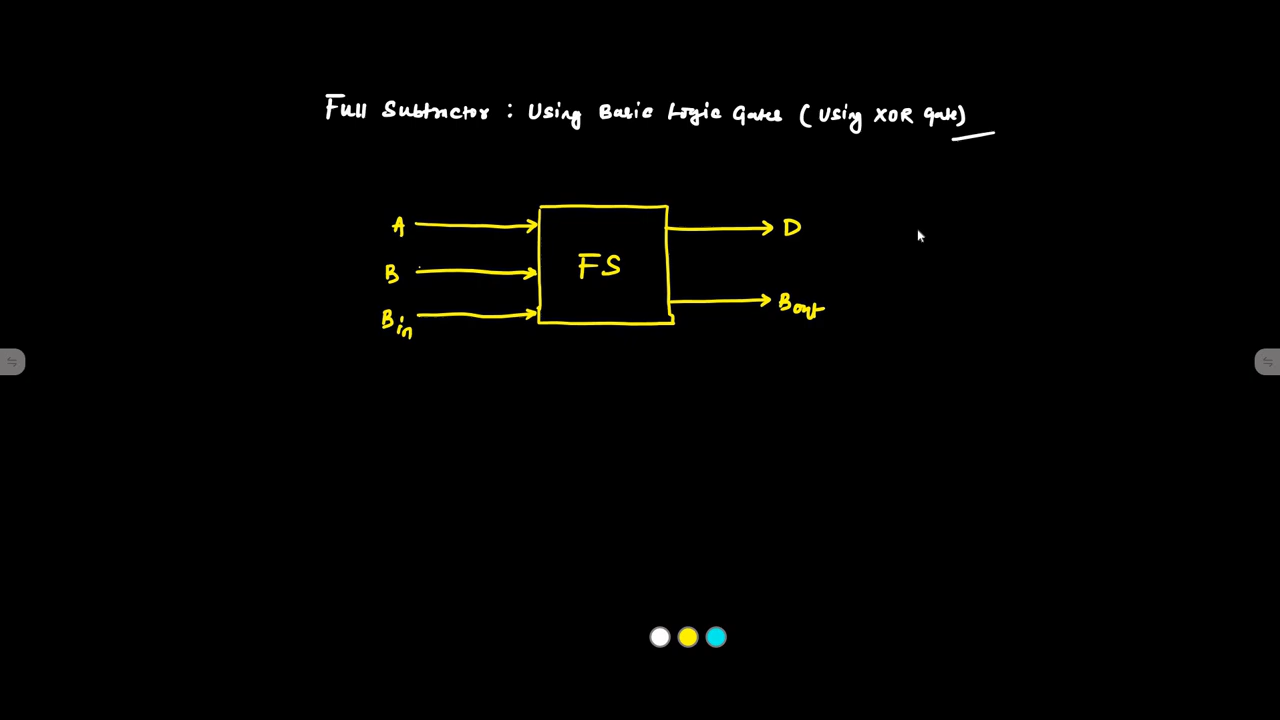 Full Subtractor : Using Basic Logic Gates ( Using XOR gate)
A
D
FS
B
Bout
Bin